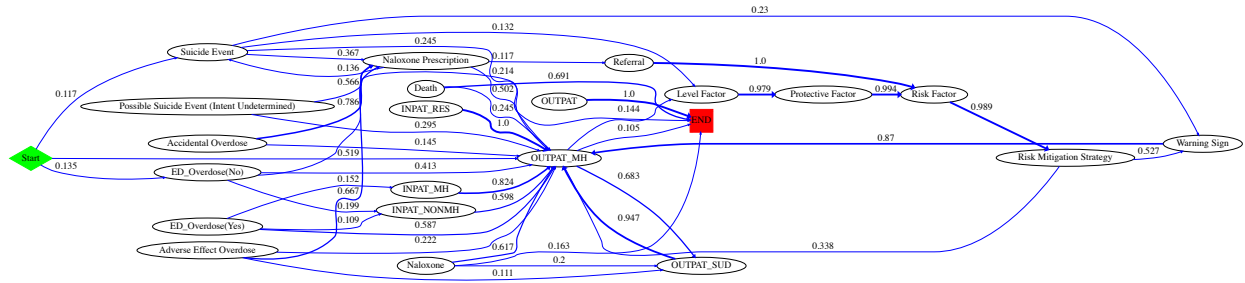 0.23
0.132
Suicide Event
0.245
0.367
Naloxone Prescription
0.117
Referral
1.0
0.136
0.214
0.117
0.566
Death
0.691
0.502
Possible Suicide Event (Intent Undetermined)
0.786
INPAT_RES
OUTPAT
1.0
Level Factor
0.979
Protective Factor
0.994
Risk Factor
0.245
0.144
0.989
1.0
END
0.295
0.105
Accidental Overdose
0.145
0.87
Warning Sign
Start
0.519
OUTPAT_MH
Risk Mitigation Strategy
0.527
0.135
ED_Overdose(No)
0.413
0.683
0.152
INPAT_MH
0.824
0.667
0.598
0.199
INPAT_NONMH
0.109
0.947
ED_Overdose(Yes)
0.587
0.222
Adverse Effect Overdose
0.617
0.163
0.338
Naloxone
0.2
OUTPAT_SUD
0.111